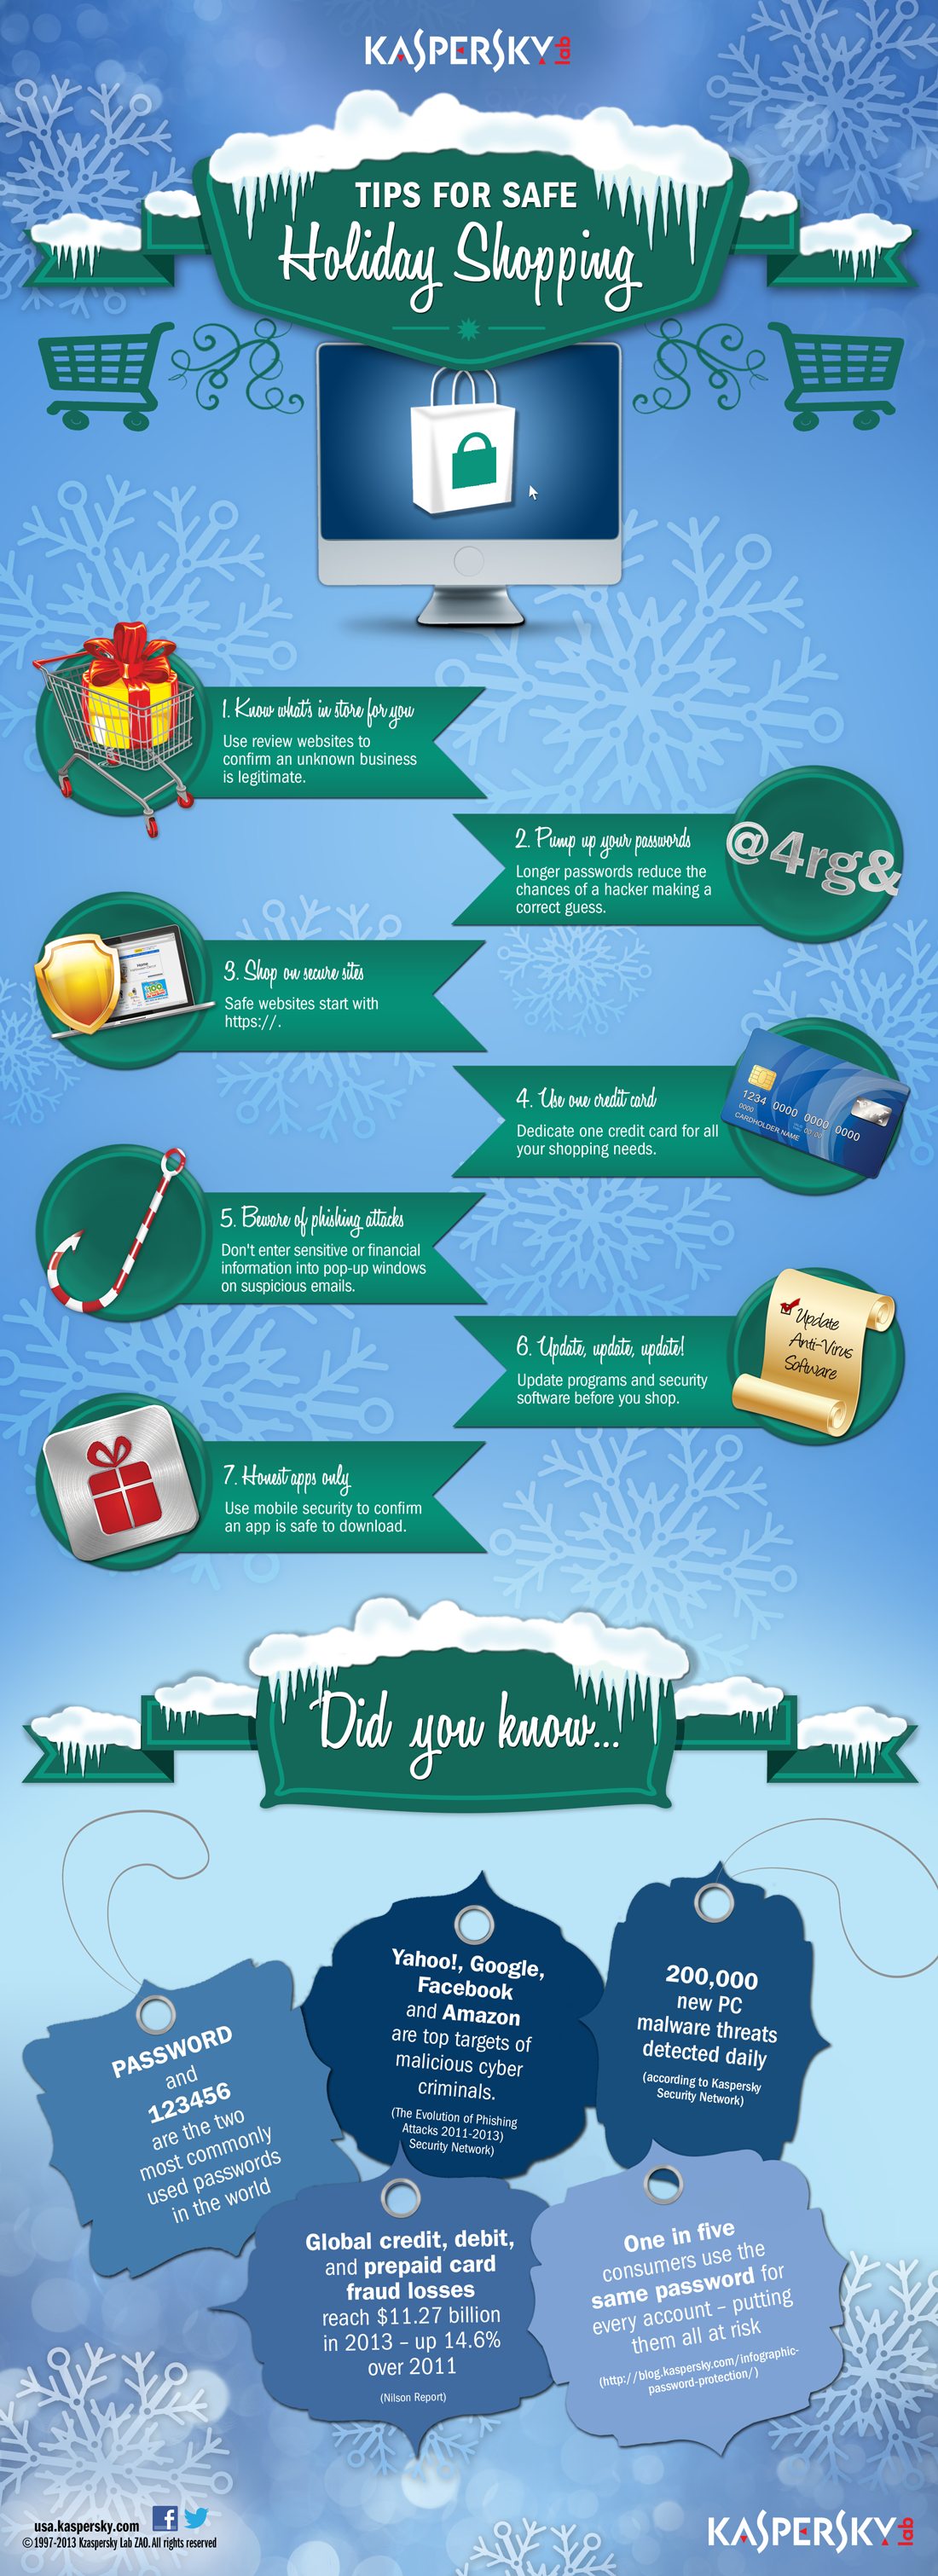 KASPERSKY lab
TIPS FOR SAFE
Holiday Shopping
1. Know what's in store for you
Use review websites to
confirm an unknown business
is legitimate.
2. Pump up your passwords
Longer passwords reduce the
chances of a hacker making a
correct guess.
@4rg&
3. Shop on secure sites
Safe websites start with
https://.
4. Use one credit card
Dedicate one credit card for all
your shopping needs.
1234 0000 0000 0000
0000
00/00
CARDHOLDER NAME
5. Beware of phishing attacks
Don't enter sensitive or financial
information into pop-up windows
on suspicious emails.
6. Update, update, update!
Update programs and security
software before you shop.
Update
Anti-Virus
Software
7. Honest apps only
Use mobile security to confirm
an app is safe to download.
Did you know...
PASSWORD
and
123456
are the two
most commonly
used passwords
in the world
Yahoo!, Google,
Facebook
and Amazon
are top targets of
malicious cyber
criminals.
(The Evolution of Phishing
Attacks 2011-2013)
Security Network)
200,000
new PC
malware threats
detected daily
(according to Kaspersky
Security Network)
Global credit, debit,
and prepaid card
fraud losses
reach $11.27 billion
in 2013 – up 14.6%
over 2011
(Nilson Report)
One in five
consumers use the
same password for
every account – putting
them all at risk
(http://blog.kaspersky.com/infographic-
password-protection/)
usa.kaspersky.com
© 1997-2013 Kzaspersky Lab ZAO. All rights reserved
KASPERSKY lab